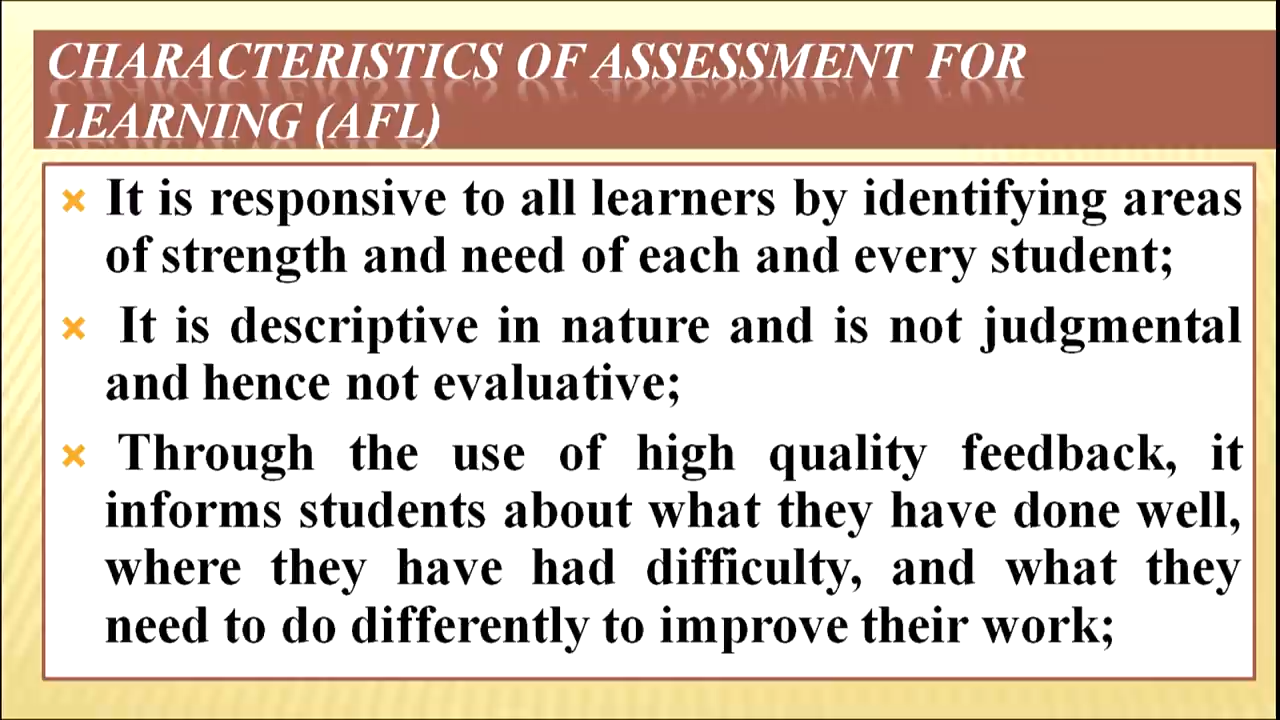 CHARACTERISTICS OF ASSESSMENT FOR
LEARNING (AFL)
It is responsive to all learners by identifying areas
of strength and need of each and every student;
It is descriptive in nature and is not judgmental
and hence not evaluative;
Through the use of high quality feedback, it
informs students about what they have done well,
where they have had difficulty, and what they
need to do differently to improve their work;